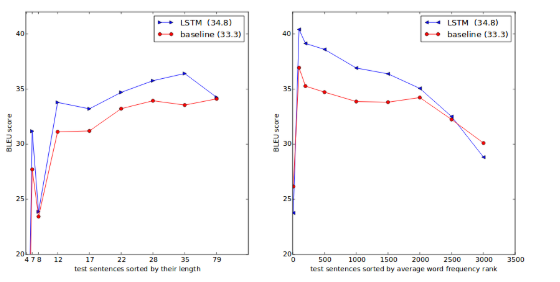 LSTM (34.8)
baseline (33.3)
BLEU score
40
35
30
25
20
4 7 8 12 17 22 28 35 79
test sentences sorted by their length
LSTM (34.8)
baseline (33.3)
BLEU score
40
35
30
25
20
0 500 1000 1500 2000 2500 3000 3500
test sentences sorted by average word frequency rank